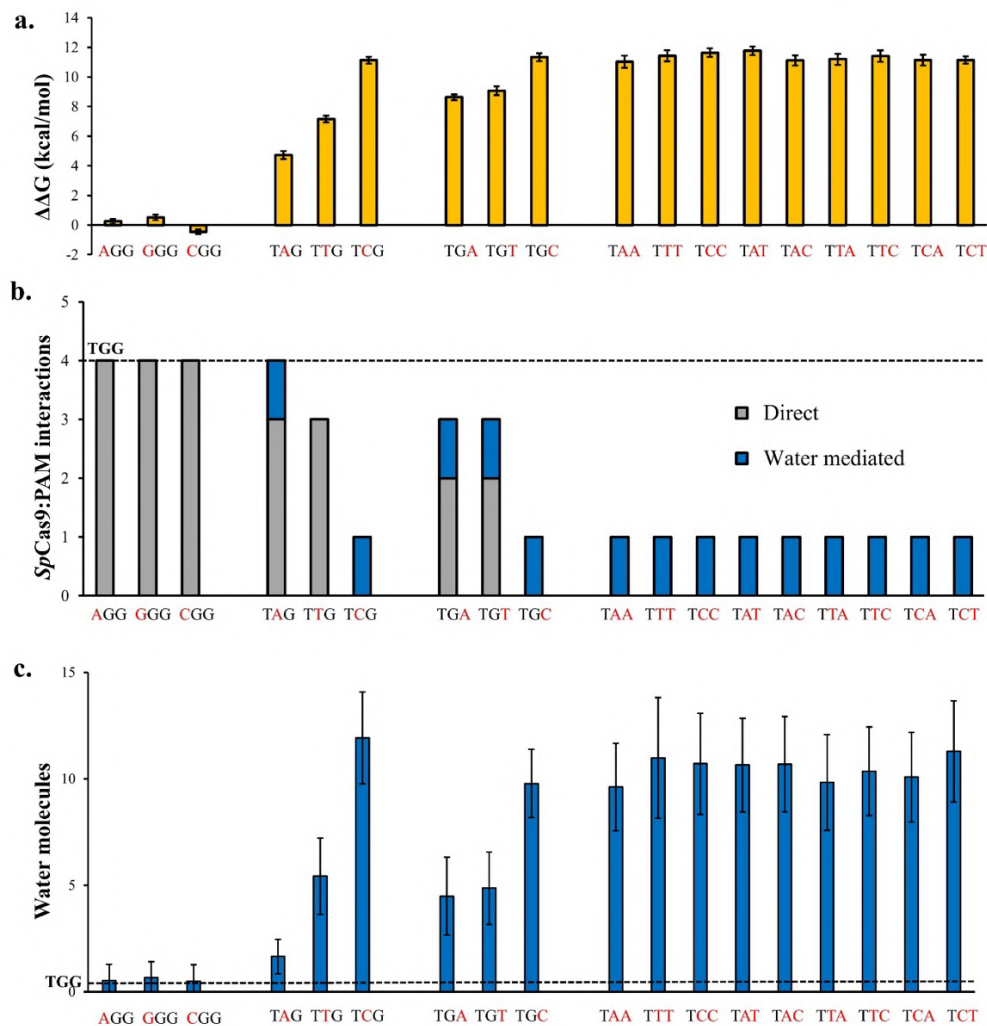 a.
14
12
10
8
6
4
2
0
-2
ΔΔG (kcal/mol)
AGG GGG CGG TAG TTG TCG TGA TGT TGC TAA TTT TCC TAT TAC TTA TTC TCA TCT
b.
5
4
3
2
1
0
SpCas9:PAM interactions
TGG
Direct
Water mediated
AGG GGG CGG TAG TTG TCG TGA TGT TGC TAA TTT TCC TAT TAC TTA TTC TCA TCT
c.
15
10
5
0
Water molecules
TGG
AGG GGG CGG TAG TTG TCG TGA TGT TGC TAA TTT TCC TAT TAC TTA TTC TCA TCT